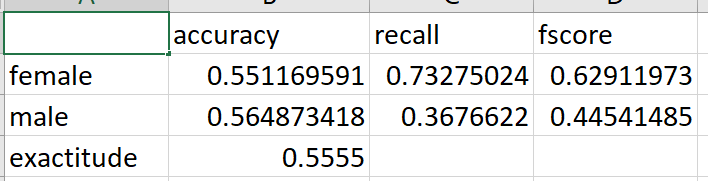 accuracy recall fscore
female 0.551169591 0.73275024 0.62911973
male 0.564873418 0.3676622 0.44541485
exactitude 0.5555